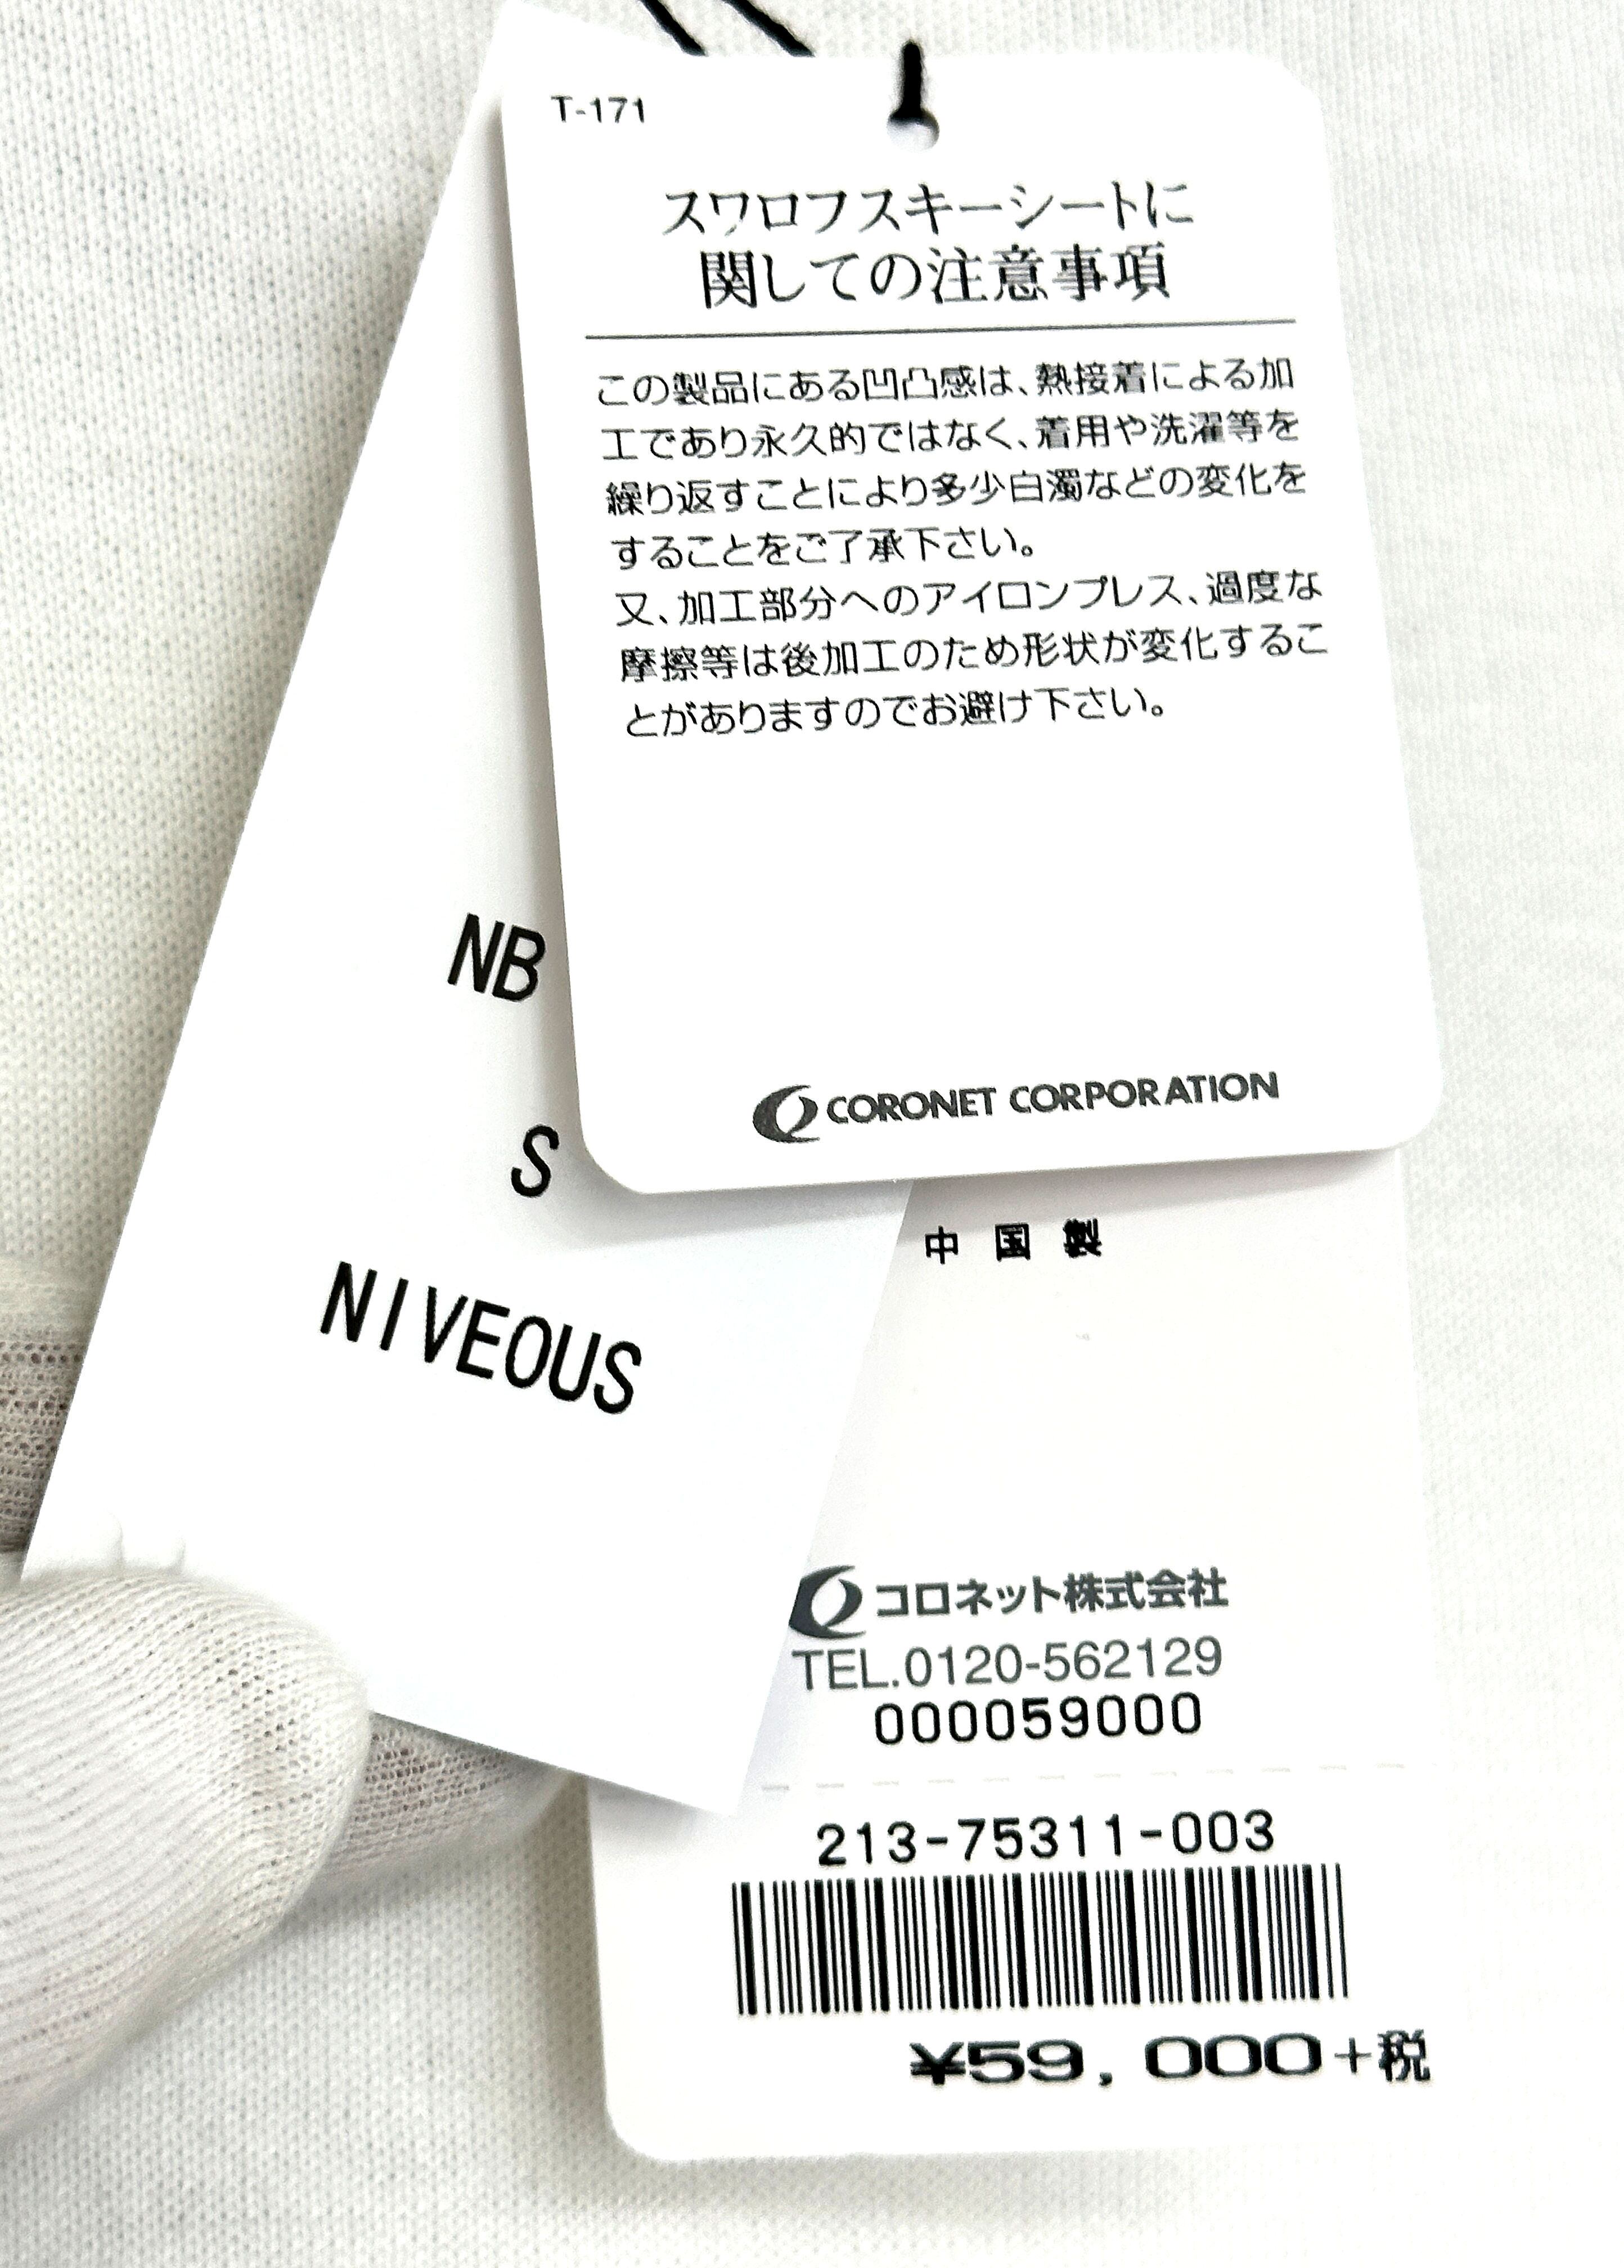 T-171
スワロフスキーシートに
関しての注意事項
この製品にある凹凸感は、熱接着による加
工であり永久的ではなく、着用や洗濯等を
繰り返すことにより多少白濁などの変化を
することをご了承下さい。
又、加工部分へのアイロンプレス、過度な
摩擦等は後加工のため形状が変化するこ
とがありますのでお避け下さい。
CORONET CORPORATION
NB
S
NIVEOUS
中国製
コロネット株式会社
TEL.0120-562129
000059000
213-75311-003
¥59,000+税